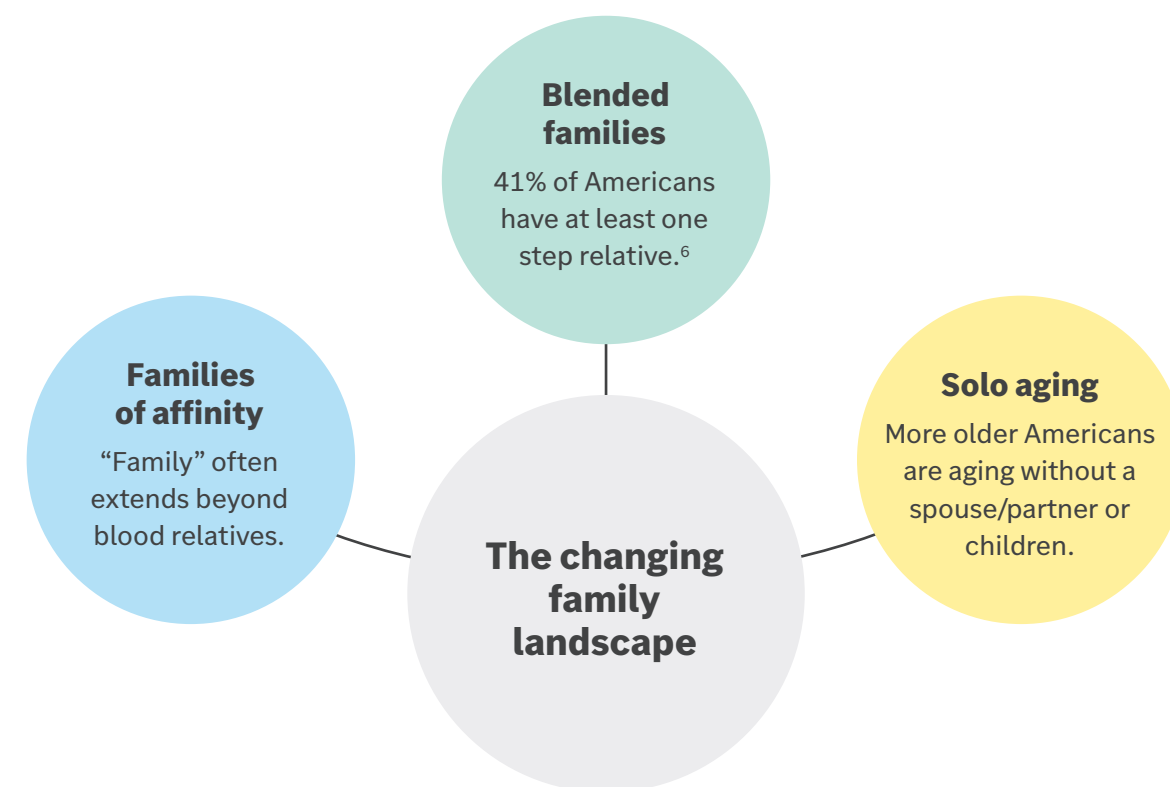 Blended
families
41% of Americans
have at least one
step relative.⁶
Families
of affinity
“Family” often
extends beyond
blood relatives.
Solo aging
More older Americans
are aging without a
spouse/partner or
children.
The changing
family
landscape